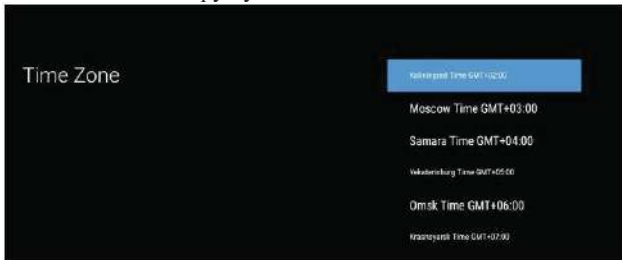 Time Zone
Kaliningrad Time GMT+02:00
Moscow Time GMT+03:00
Samara Time GMT+04:00
Yekaterinburg Time GMT+05:00
Omsk Time GMT+06:00
Krasnoyarsk Time GMT+07:00